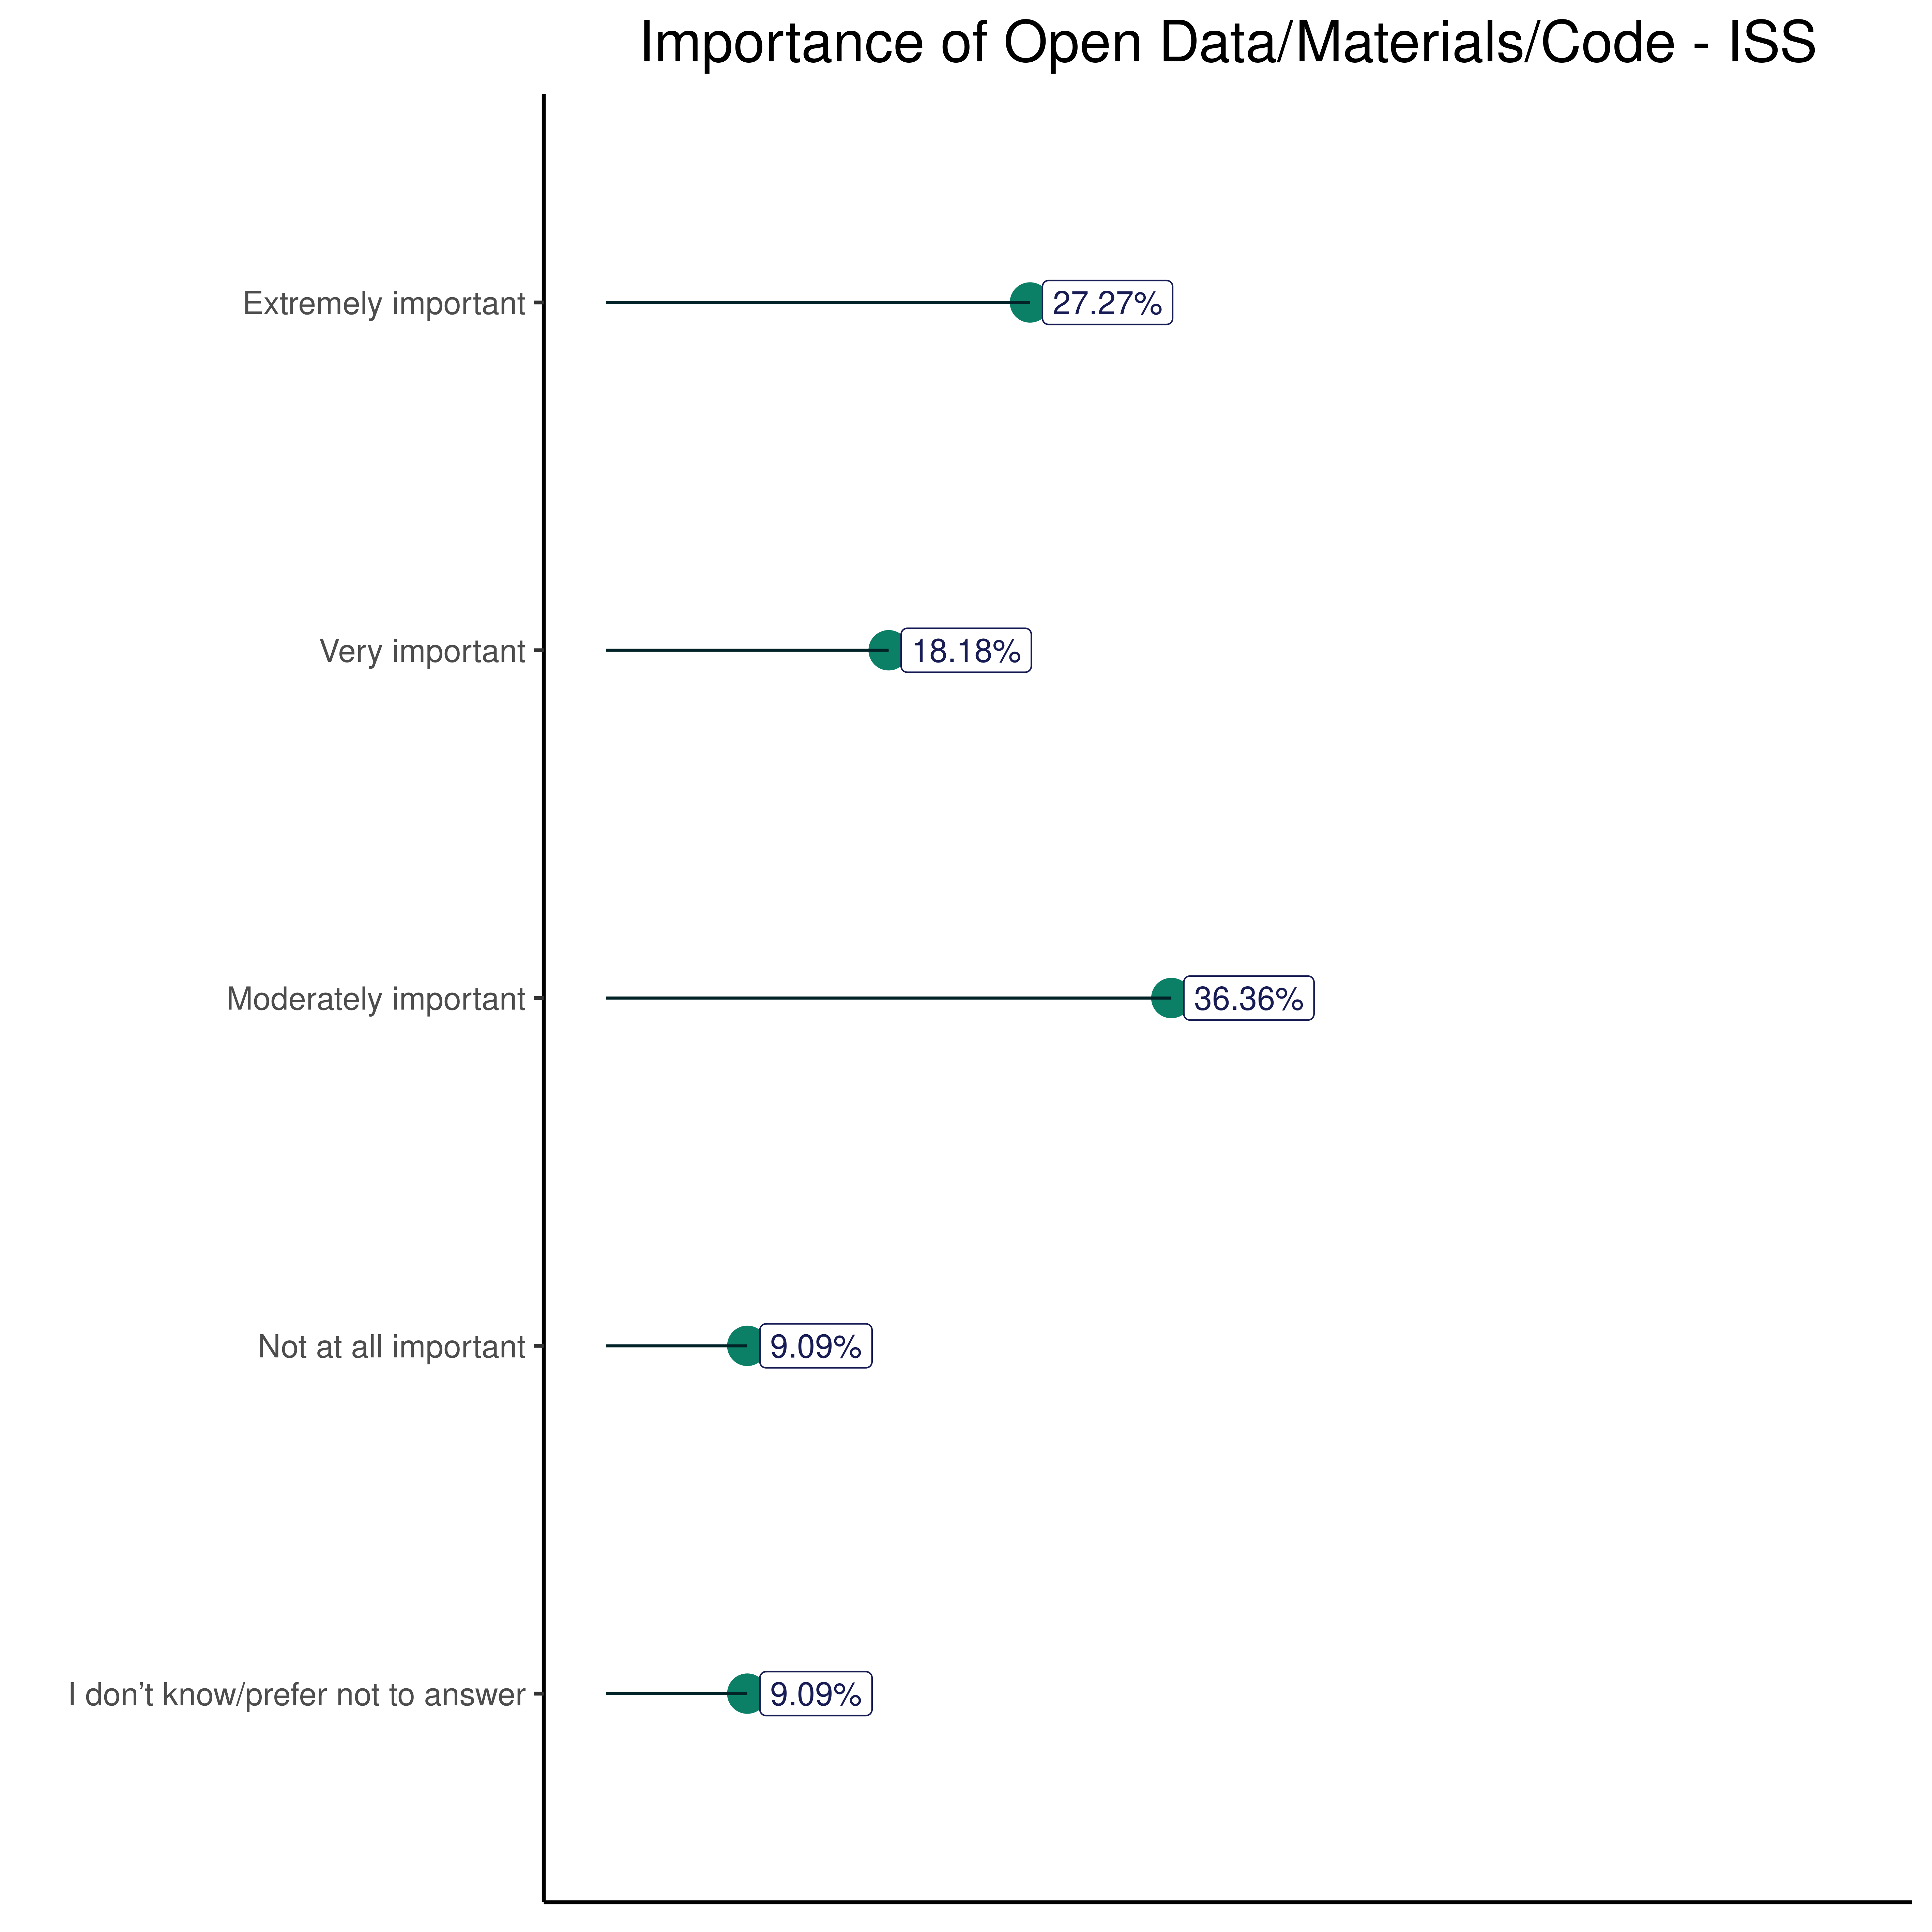 Importance of Open Data/Materials/Code - ISS
Extremely important
27.27%
Very important
18.18%
Moderately important
36.36%
Not at all important
9.09%
I don’t know/prefer not to answer
9.09%